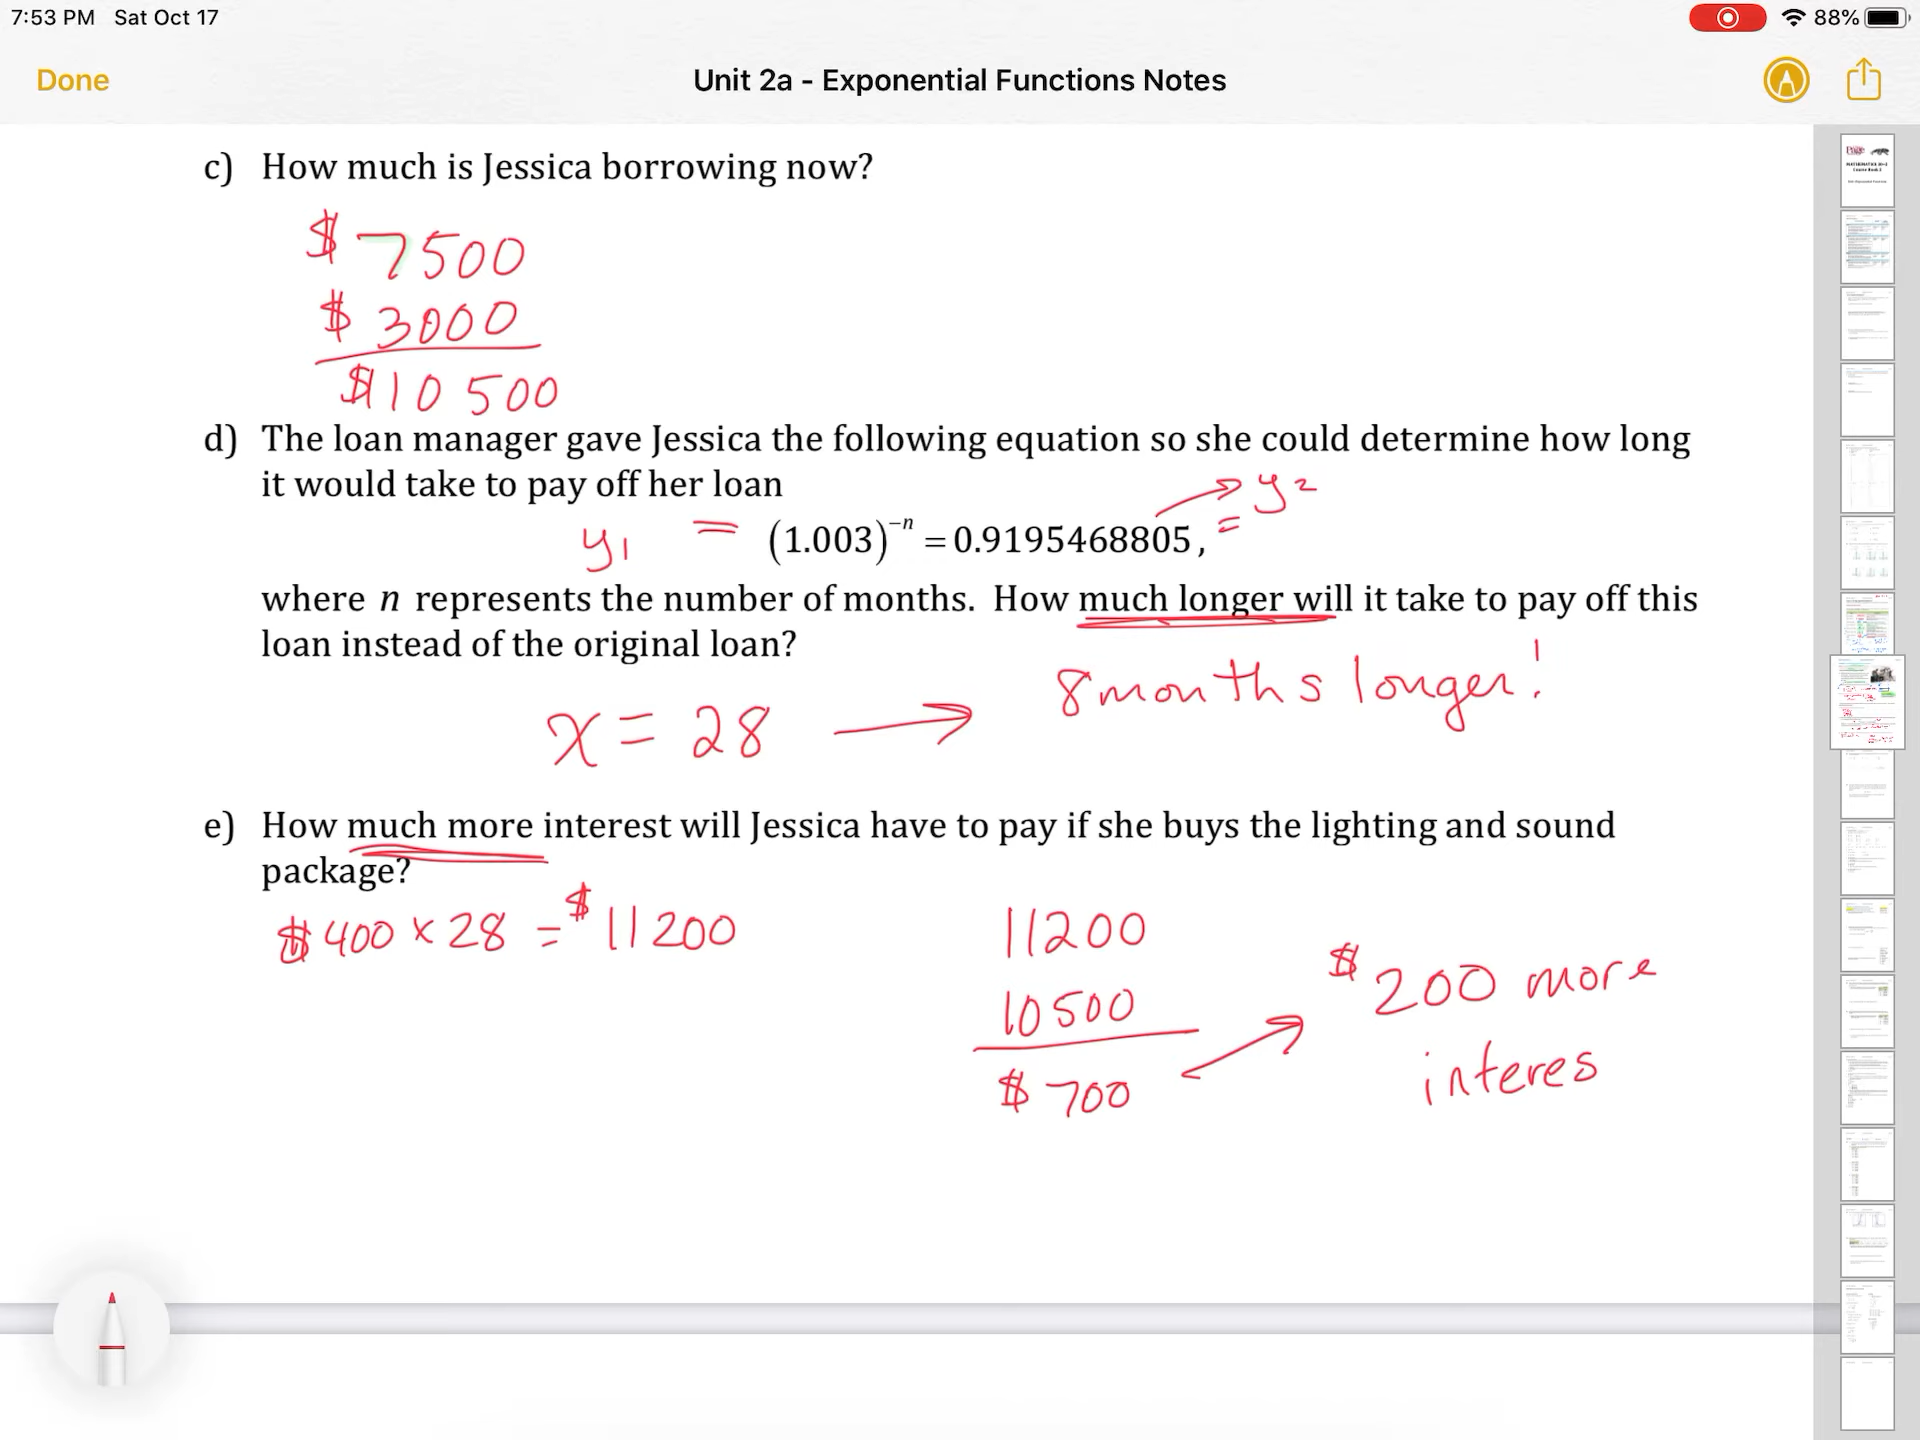 7:53 PM Sat Oct 17
88%
Done
Unit 2a - Exponential Functions Notes
c) How much is Jessica borrowing now?
$7500
$3000
$10 500
d) The loan manager gave Jessica the following equation so she could determine how long
it would take to pay off her loan
y1 = (1.003)⁻ⁿ = 0.9195468805, = y2
where n represents the number of months. How much longer will it take to pay off this
loan instead of the original loan?
x = 28 → 8 months longer!
e) How much more interest will Jessica have to pay if she buys the lighting and sound
package?
$400 x 28 = $11200
11200
10500
$700
$200 more
interes